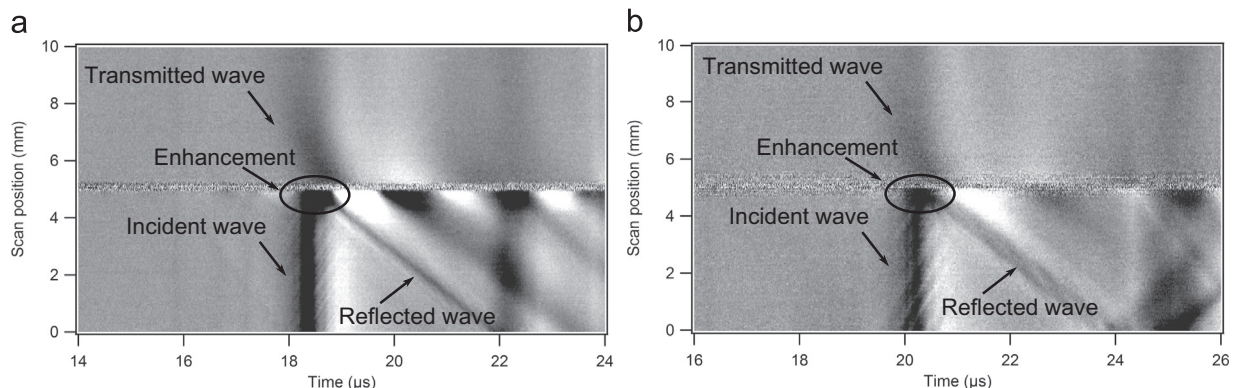 a
10
8
6
4
2
0
Scan position (mm)
Transmitted wave
Enhancement
Incident wave
Reflected wave
14 16 18 20 22 24
Time (µs)
b
10
8
6
4
2
0
Scan position (mm)
Transmitted wave
Enhancement
Incident wave
Reflected wave
16 18 20 22 24 26
Time (µs)